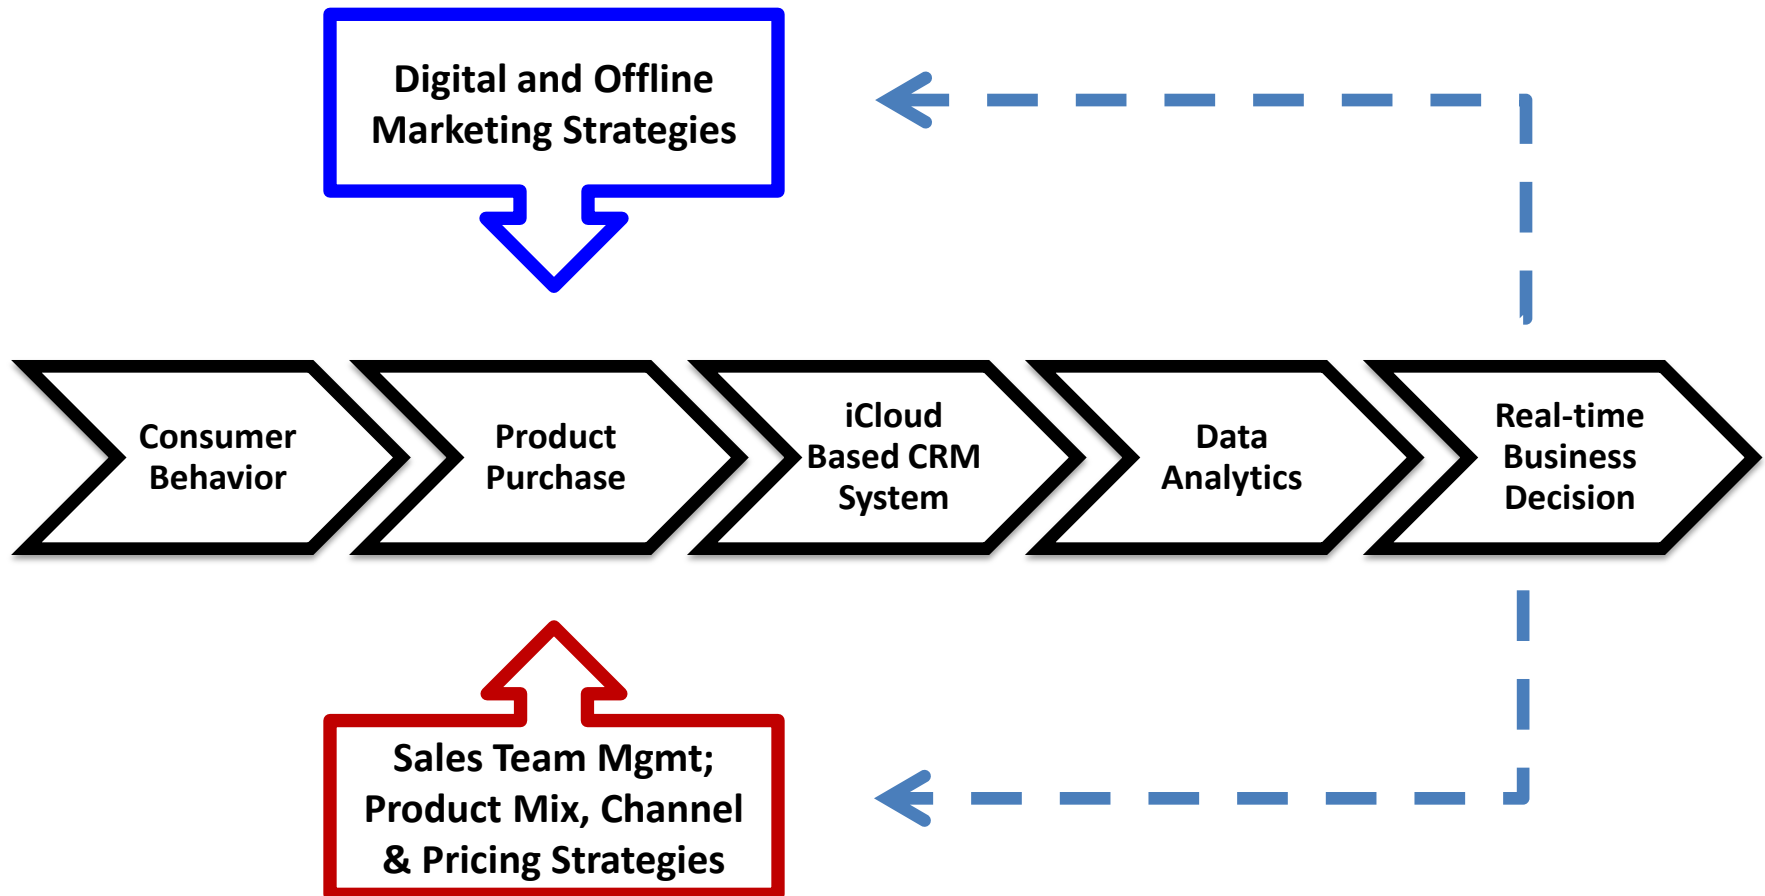 Digital and Offline
Marketing Strategies
Consumer
Behavior
Product
Purchase
iCloud
Based CRM
System
Data
Analytics
Real-time
Business
Decision
Sales Team Mgmt;
Product Mix, Channel
& Pricing Strategies